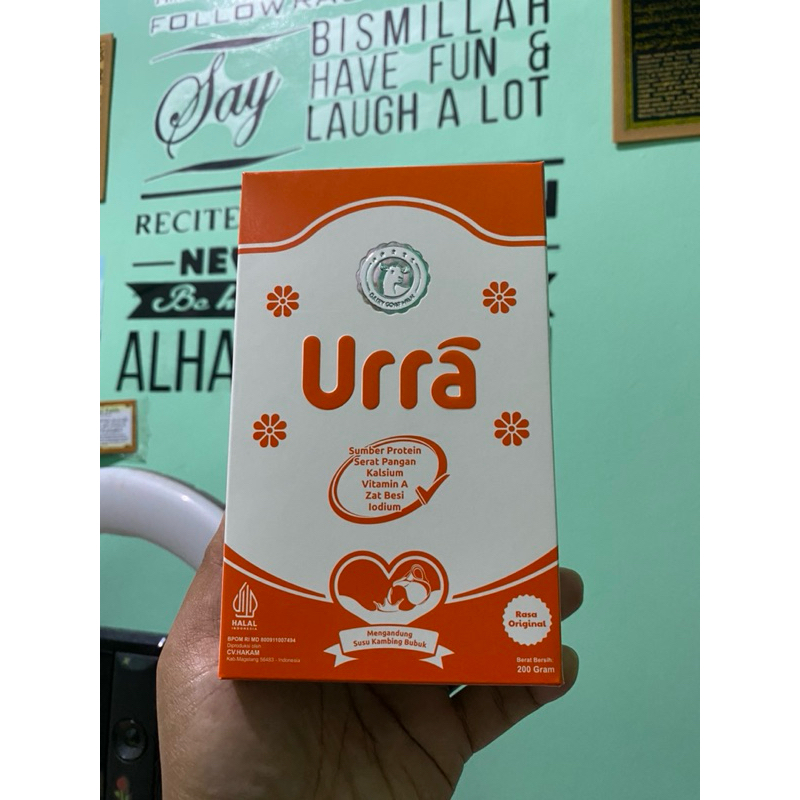 FOLLOW
BISMILLAH
HAVE FUN &
LAUGH A LOT
Say
RECITE
NEW
Be
ALHA
DAIRY GOAT MILK
Urrā
Sumber Protein
Serat Pangan
Kalsium
Vitamin A
Zat Besi
Iodium
HALAL
INDONESIA
BPOM RI MD 800911007494
Diproduksi oleh:
CV.HAKAM
Kab.Magelang 56483 - Indonesia
Mengandung
Susu Kambing Bubuk
Rasa
Original
Berat Bersih:
200 Gram